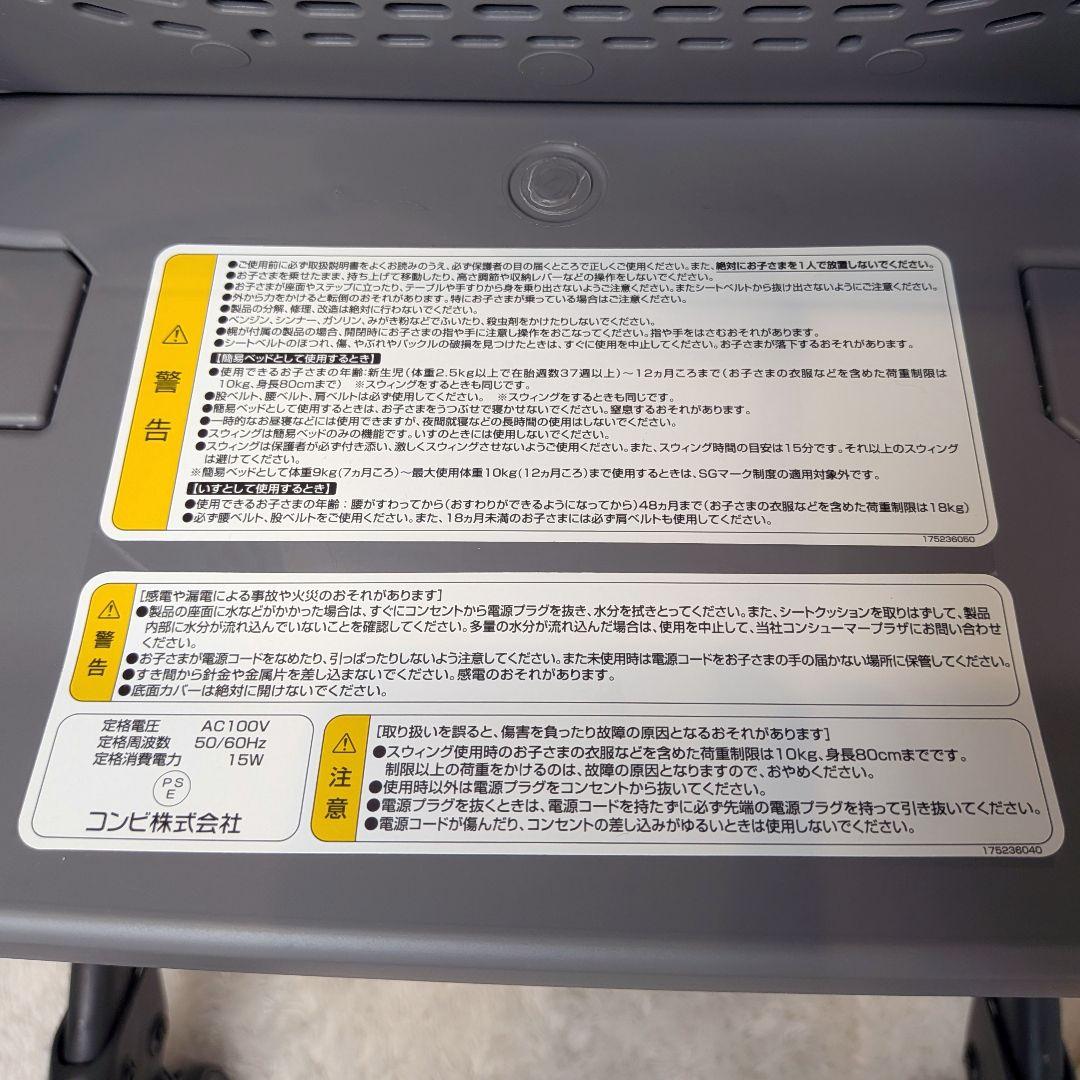 警告
●ご使用前に必ず取扱説明書をよくお読みのうえ、必ず保護者の目の届くところで正しくご使用ください。また、絶対にお子さまを1人で放置しないでください。
●お子さまを乗せたまま、持ち上げて移動したり、高さ調節や収納レバーなどの操作をしないでください。
●お子さまが座面やステップに立ったり、テーブルや手すりから身を乗り出さないようご注意ください。またシートベルトから抜け出さないようにご注意ください。
●外から力をかけると転倒のおそれがあります。特にお子さまが乗っている場合はご注意ください。
●製品の分解、修理、改造は絶対に行わないでください。
●ベンジン、シンナー、ガソリン、みがき粉などでふいたり、殺虫剤をかけたりしないでください。
●幌が付属の製品の場合、開閉時にお子さまの指や手に注意し操作をおこなってください。指や手をはさむおそれがあります。
●シートベルトのほつれ、傷、やぶれやバックルの破損を見つけたときは、すぐに使用を中止してください。お子さまが落下するおそれがあります。
【簡易ベッドとして使用するとき】
●使用できるお子さまの年齢:新生児(体重2.5kg以上で在胎週数37週以上)～12ヵ月ころまで(お子さまの衣服などを含めた荷重制限は
10kg、身長80cmまで) ※スウィングをするときも同じです。
●股ベルト、腰ベルト、肩ベルトは必ず使用してください。 ※スウィングをするときも同じです。
●簡易ベッドとして使用するときは、お子さまをうつぶせで寝かせないでください。窒息するおそれがあります。
●一時的なお昼寝などには使用できますが、夜間就寝などの長時間の使用はしないでください。
●スウィングは簡易ベッドのみの機能です。いすのときには使用しないでください。
●スウィングは保護者が必ず付き添い、激しくスウィングさせないようご使用ください。また、スウィング時間の目安は15分です。それ以上のスウィング
は避けてください。
※簡易ベッドとして体重9kg(7ヵ月ころ)～最大使用体重10kg(12ヵ月ころ)まで使用するときは、SGマーク制度の適用対象外です。
【いすとして使用するとき】
●使用できるお子さまの年齢:腰がすわってから(おすわりができるようになってから)48ヵ月まで(お子さまの衣服などを含めた荷重制限は18kg)
●必ず腰ベルト、股ベルトをご使用ください。また、18ヵ月未満のお子さまには必ず肩ベルトも使用してください。
175236050
警告
[感電や漏電による事故や火災のおそれがあります]
●製品の座面に水などがかかった場合は、すぐにコンセントから電源プラグを抜き、水分を拭きとってください。また、シートクッションを取りはずして、製品
内部に水分が流れ込んでいないことを確認してください。多量の水分が流れ込んだ場合は、使用を中止して、当社コンシューマープラザにお問い合わせ
ください。
●お子さまが電源コードをなめたり、引っぱったりしないよう注意してください。また未使用時は電源コードをお子さまの手の届かない場所に保管してください。
●すき間から針金や金属片を差し込まないでください。感電のおそれがあります。
●底面カバーは絶対に開けないでください。
定格電圧 AC100V
定格周波数 50/60Hz
定格消費電力 15W
PS
E
コンビ株式会社
注意
[取り扱いを誤ると、傷害を負ったり故障の原因となるおそれがあります]
●スウィング使用時のお子さまの衣服などを含めた荷重制限は10kg、身長80cmまでです。
制限以上の荷重をかけるのは、故障の原因となりますので、おやめください。
●使用時以外は電源プラグをコンセントから抜いてください。
●電源プラグを抜くときは、電源コードを持たずに必ず先端の電源プラグを持って引き抜いてください。
●電源コードが傷んだり、コンセントの差し込みがゆるいときは使用しないでください。
175236040